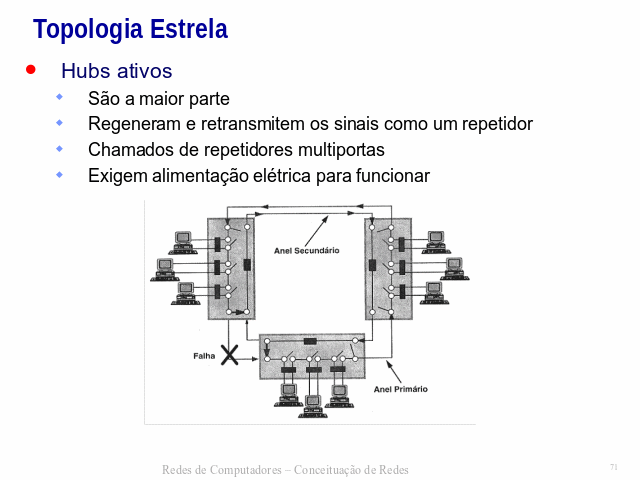 Topologia Estrela
Hubs ativos
São a maior parte
Regeneram e retransmitem os sinais como um repetidor
Chamados de repetidores multiportas
Exigem alimentação elétrica para funcionar
Anel Secundário
Falha
Anel Primário
Redes de Computadores – Conceituação de Redes
71